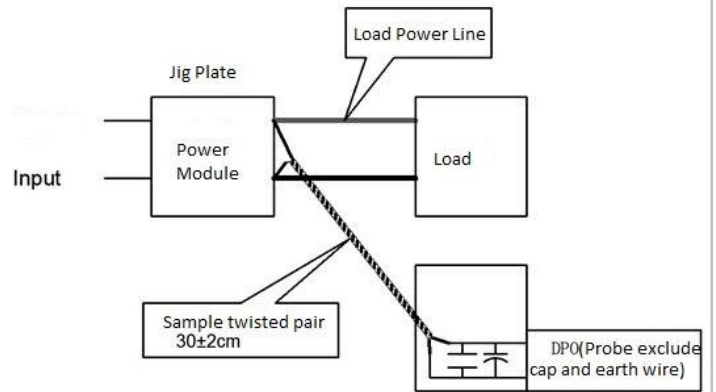 Load Power Line
Jig Plate
Power
Module
Load
Input
Sample twisted pair
30±2cm
DPO(Probe exclude
cap and earth wire)